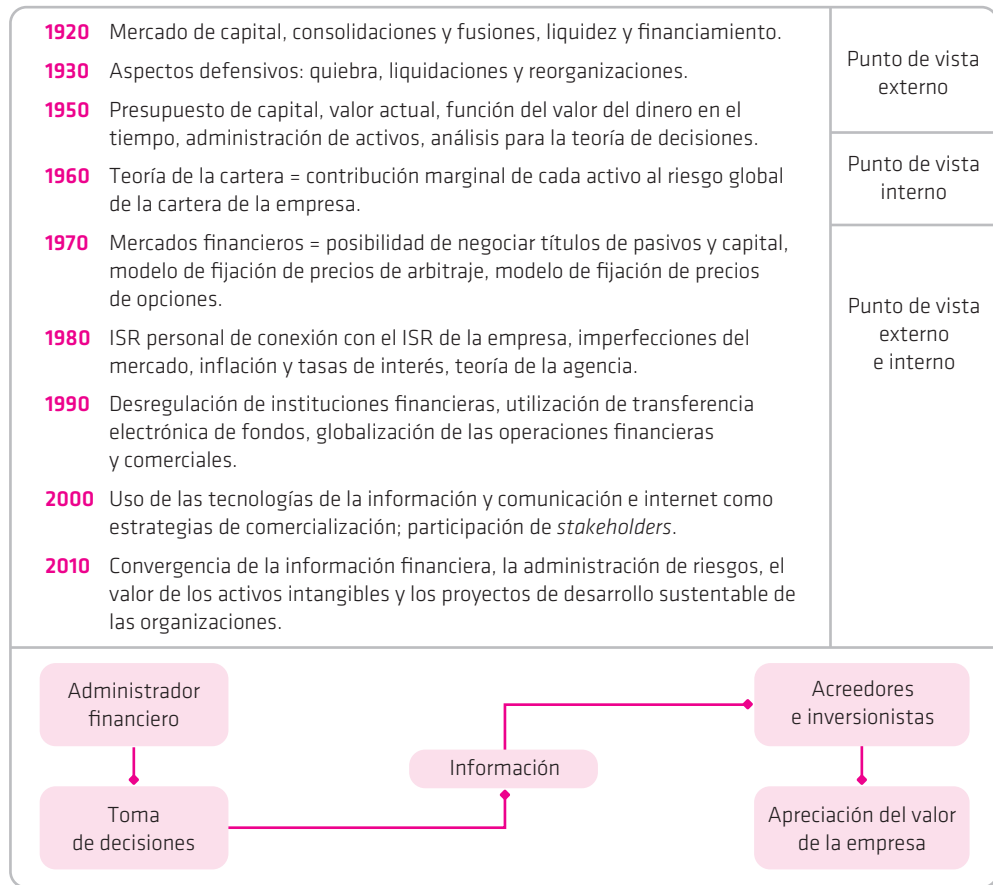 1920 Mercado de capital, consolidaciones y fusiones, liquidez y financiamiento.
1930 Aspectos defensivos: quiebra, liquidaciones y reorganizaciones.
1950 Presupuesto de capital, valor actual, función del valor del dinero en el
tiempo, administración de activos, análisis para la teoría de decisiones.
1960 Teoría de la cartera = contribución marginal de cada activo al riesgo global
de la cartera de la empresa.
1970 Mercados financieros = posibilidad de negociar títulos de pasivos y capital,
modelo de fijación de precios de arbitraje, modelo de fijación de precios
de opciones.
1980 ISR personal de conexión con el ISR de la empresa, imperfecciones del
mercado, inflación y tasas de interés, teoría de la agencia.
1990 Desregulación de instituciones financieras, utilización de transferencia
electrónica de fondos, globalización de las operaciones financieras
y comerciales.
2000 Uso de las tecnologías de la información y comunicación e internet como
estrategias de comercialización; participación de stakeholders.
2010 Convergencia de la información financiera, la administración de riesgos, el
valor de los activos intangibles y los proyectos de desarrollo sustentable de
las organizaciones.
Punto de vista
externo
Punto de vista
interno
Punto de vista
externo
e interno
Administrador
financiero
Toma
de decisiones
Información
Acreedores
e inversionistas
Apreciación del valor
de la empresa